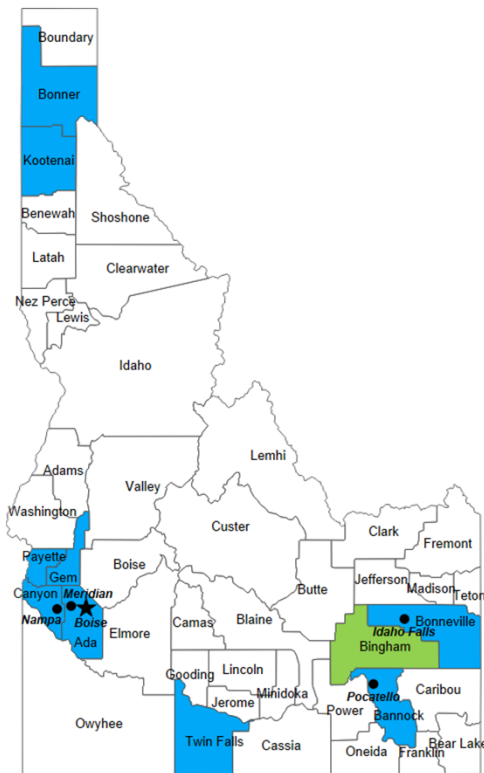 Boundary
Bonner
Kootenai
Benewah
Shoshone
Latah
Clearwater
Nez Perce
Lewis
Idaho
Lemhi
Adams
Valley
Washington
Custer
Clark
Fremont
Payette
Boise
Butte
Jefferson
Madison
Teton
Gem
Canyon
Meridian
Nampa
Boise
Ada
Elmore
Camas
Blaine
Idaho Falls
Bonneville
Bingham
Gooding
Lincoln
Jerome
Minidoka
Pocatello
Caribou
Power
Bannock
Owyhee
Twin Falls
Cassia
Oneida
Franklin
Bear Lake